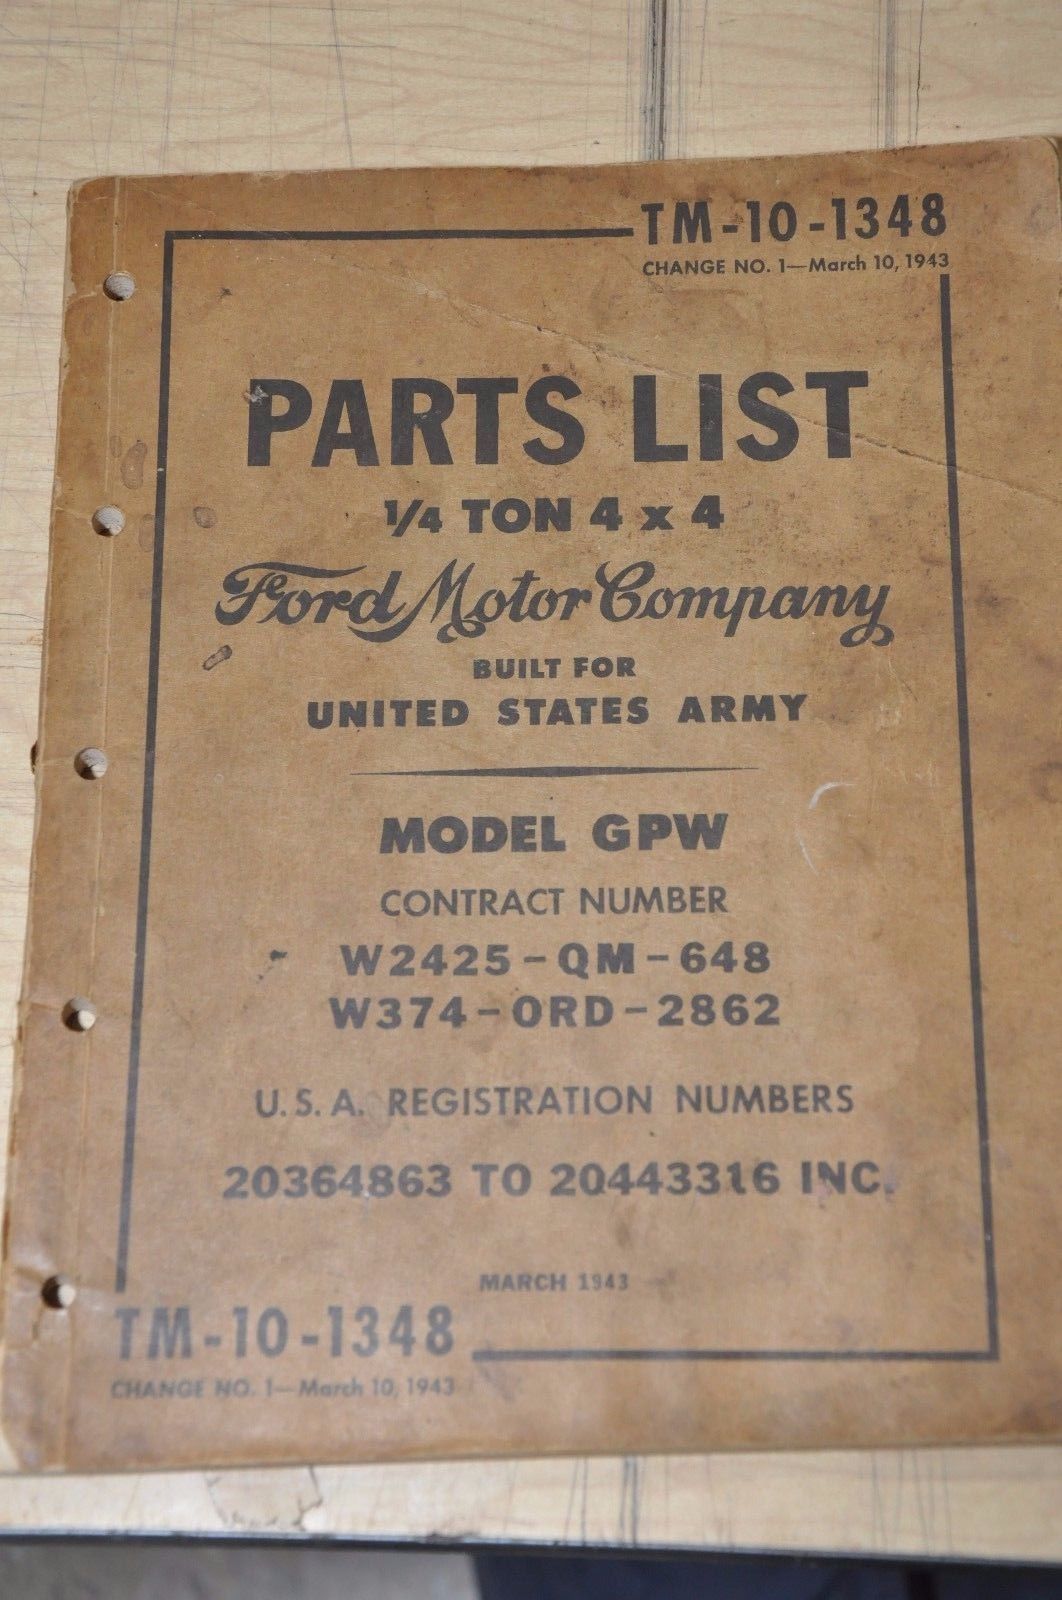 TM-10-1348
CHANGE NO. 1—March 10, 1943
PARTS LIST
1/4 TON 4 x 4
Ford Motor Company
BUILT FOR
UNITED STATES ARMY
MODEL GPW
CONTRACT NUMBER
W2425-QM-648
W374-ORD-2862
U.S.A. REGISTRATION NUMBERS
20364863 TO 20443316 INC.
MARCH 1943
TM-10-1348
CHANGE NO. 1—March 10, 1943